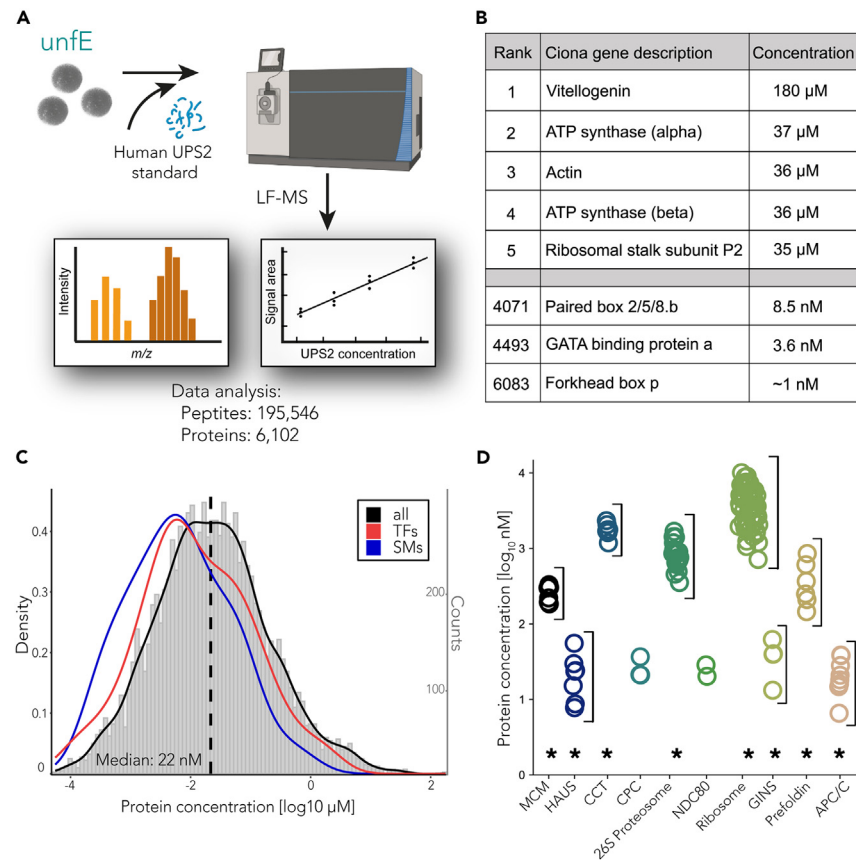 A
unfE
Human UPS2
standard
LF-MS
Intensity
m/z
Signal area
UPS2 concentration
Data analysis:
Peptites: 195,546
Proteins: 6,102
B
Rank Ciona gene description Concentration
1 Vitellogenin 180 µM
2 ATP synthase (alpha) 37 µM
3 Actin 36 µM
4 ATP synthase (beta) 36 µM
5 Ribosomal stalk subunit P2 35 µM
4071 Paired box 2/5/8.b 8.5 nM
4493 GATA binding protein a 3.6 nM
6083 Forkhead box p ~1 nM
C
all
TFs
SMs
Density
0.4
0.3
0.2
0.1
0
Counts
200
100
Median: 22 nM
-4 -2 0 2
Protein concentration [log10 µM]
D
Protein concentration [log₁₀ nM]
4
3
2
1
0
* * * * * * * *
MCM
HAUS
CCT
CPC
26S Proteosome
NDC80
Ribosome
GINS
Prefoldin
APC/C